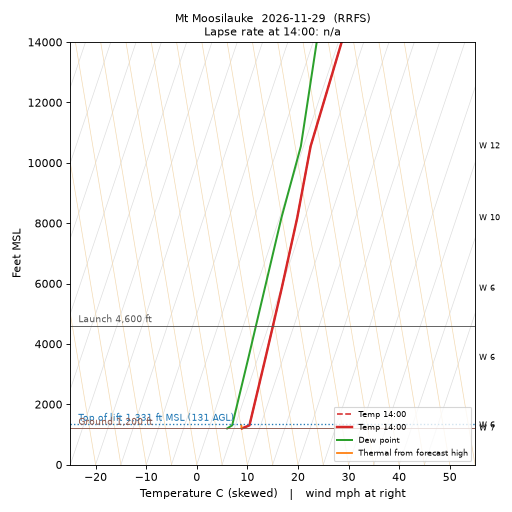 Mt Moosilauke  2026-11-29  (RRFS)
Lapse rate at 14:00: n/a
14000
12000
10000
8000
6000
4000
2000
0
Feet MSL
W 12
W 10
W 6
W 6
W 6
W 7
Launch 4,600 ft
Top of lift 1,331 ft MSL (131 AGL)
Ground 1,200 ft
Temp 14:00
Temp 14:00
Dew point
Thermal from forecast high
−20 −10 0 10 20 30 40 50
Temperature C (skewed)   |   wind mph at right